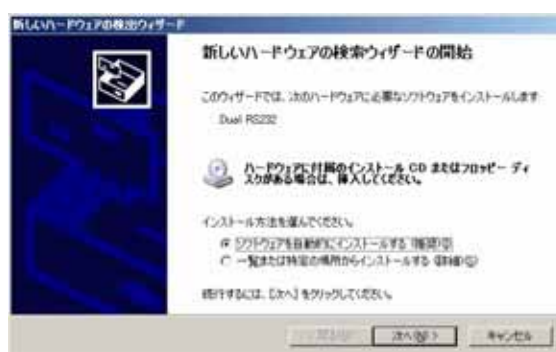 新しいハードウェアの検出ウィザード
新しいハードウェアの検索ウィザードの開始
このウィザードでは、次のハードウェアに必要なソフトウェアをインストールします:
Dual RS232
ハードウェアに付属のインストール CD またはフロッピー ディ
スクがある場合は、挿入してください。
インストール方法を選んでください。
ソフトウェアを自動的にインストールする (推奨)(I)
一覧または特定の場所からインストールする (詳細)(S)
続行するには、[次へ] をクリックしてください。
次へ(N) >
キャンセル